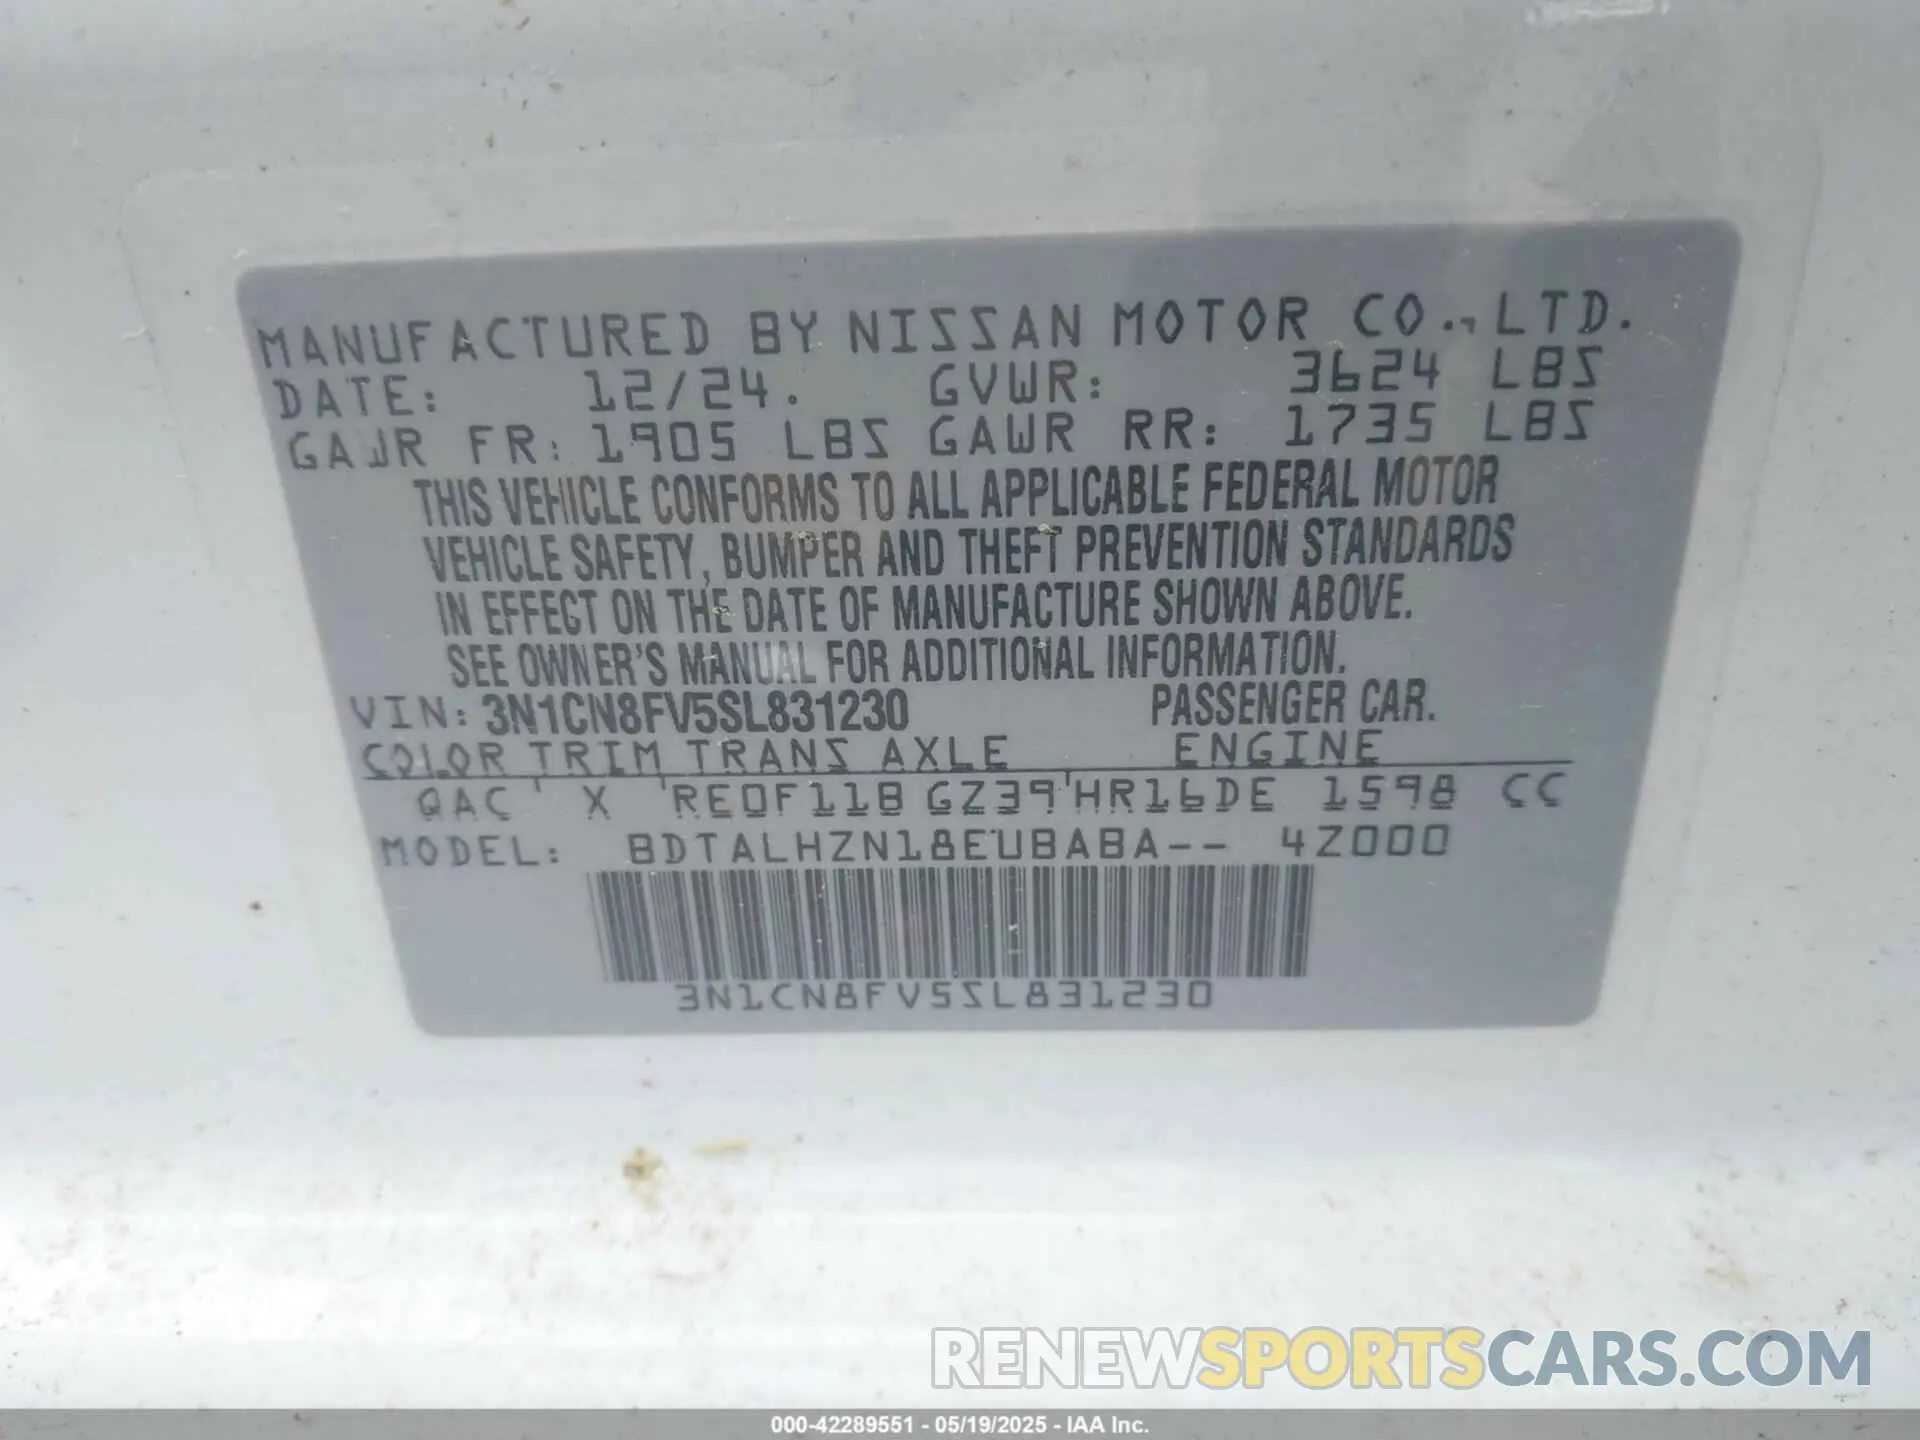 MANUFACTURED BY NISSAN MOTOR CO., LTD.
DATE: 12/24. GVWR: 3624 LBS
GAWR FR: 1905 LBS GAWR RR: 1735 LBS
THIS VEHICLE CONFORMS TO ALL APPLICABLE FEDERAL MOTOR
VEHICLE SAFETY, BUMPER AND THEFT PREVENTION STANDARDS
IN EFFECT ON THE DATE OF MANUFACTURE SHOWN ABOVE.
SEE OWNER'S MANUAL FOR ADDITIONAL INFORMATION.
VIN: 3N1CN8FV5SL831230 PASSENGER CAR.
COLOR TRIM TRANS AXLE ENGINE
QAC X RE0F11B GZ39 HR16DE 1598 CC
MODEL: BDTALHZN18EUBABA-- 4Z000
3N1CN8FV5SL831230
RENEWSPORTSCARS.COM
000-42289551 - 05/19/2025 - IAA Inc.